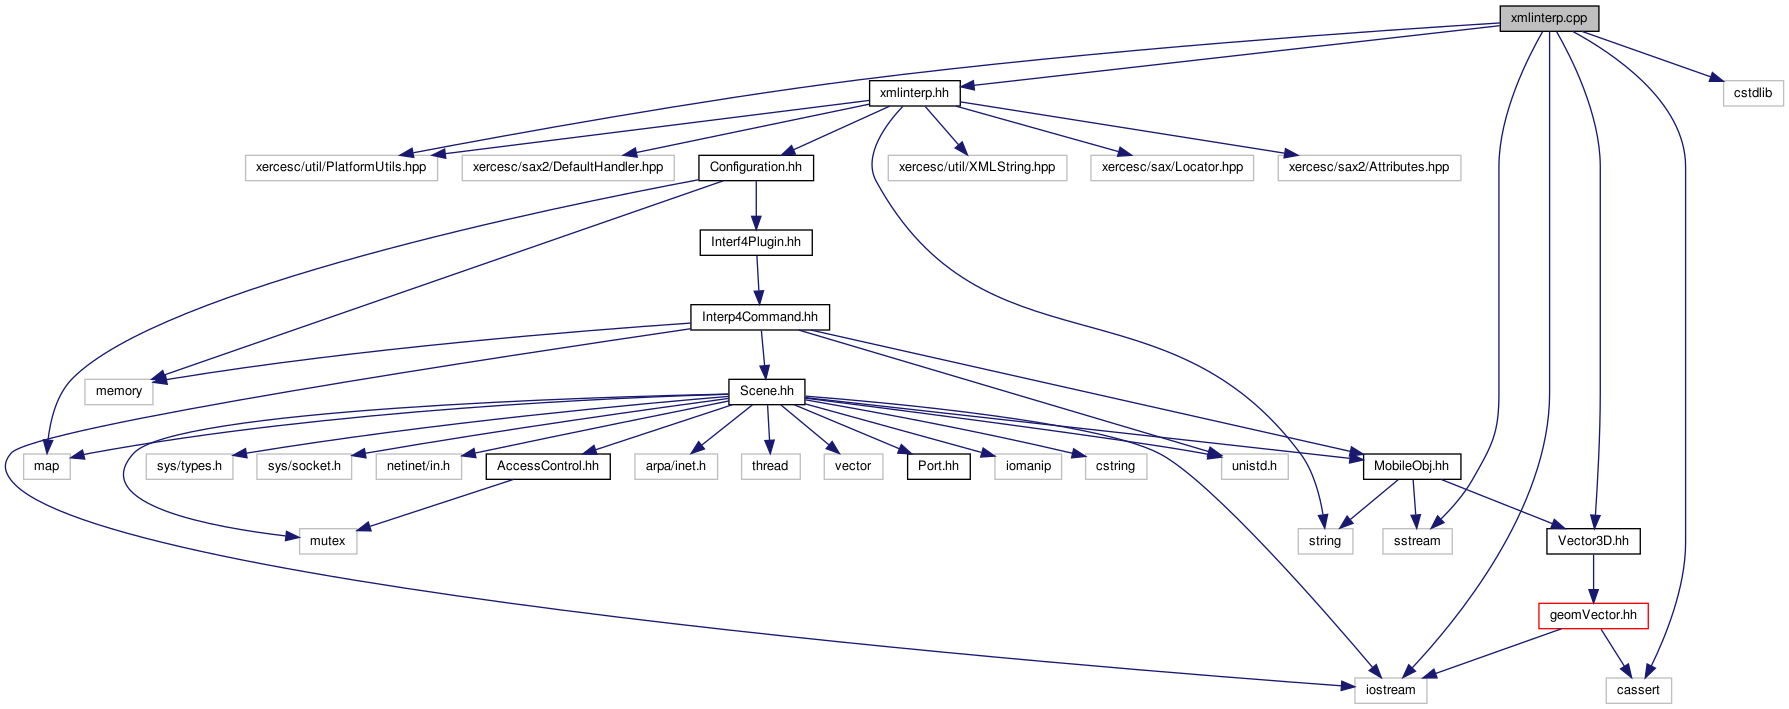 xmlinterp.cpp
xmlinterp.hh
cstdlib
xercesc/util/PlatformUtils.hpp
xercesc/sax2/DefaultHandler.hpp
Configuration.hh
xercesc/util/XMLString.hpp
xercesc/sax/Locator.hpp
xercesc/sax2/Attributes.hpp
Interf4Plugin.hh
Interp4Command.hh
memory
Scene.hh
map
sys/types.h
sys/socket.h
netinet/in.h
AccessControl.hh
arpa/inet.h
thread
vector
Port.hh
iomanip
cstring
unistd.h
MobileObj.hh
mutex
string
sstream
Vector3D.hh
geomVector.hh
iostream
cassert